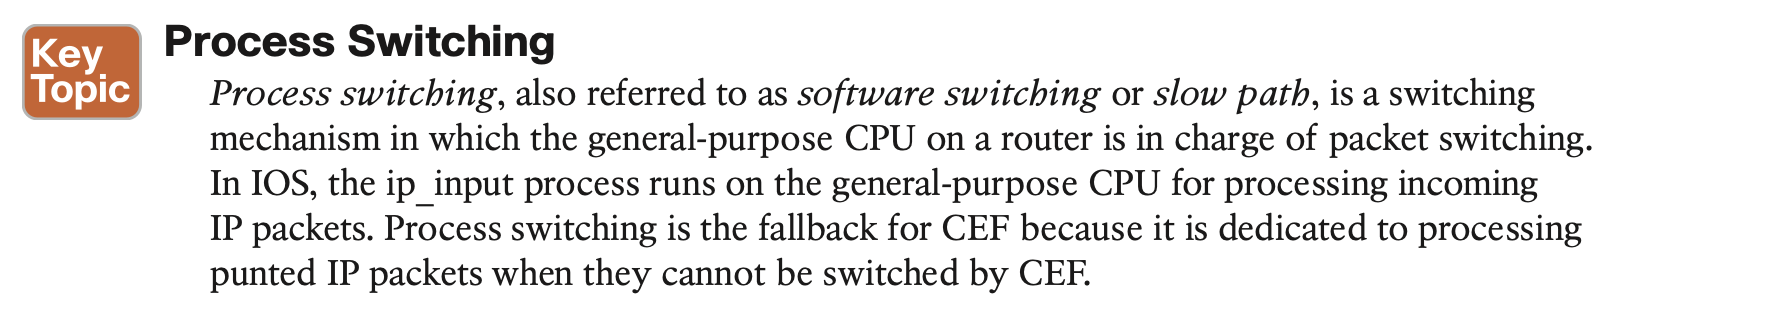 Key
Topic
Process Switching
Process switching, also referred to as software switching or slow path, is a switching
mechanism in which the general-purpose CPU on a router is in charge of packet switching.
In IOS, the ip_input process runs on the general-purpose CPU for processing incoming
IP packets. Process switching is the fallback for CEF because it is dedicated to processing
punted IP packets when they cannot be switched by CEF.